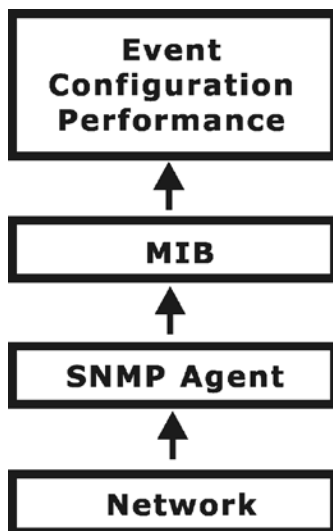 Event
Configuration
Performance
MIB
SNMP Agent
Network